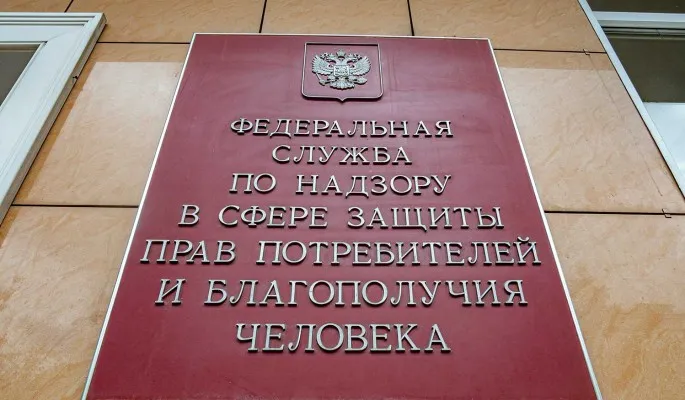 ФЕДЕРАЛЬНАЯ
СЛУЖБА
ПО НАДЗОРУ
В СФЕРЕ ЗАЩИТЫ
ПРАВ ПОТРЕБИТЕЛЕЙ
И БЛАГОПОЛУЧИЯ
ЧЕЛОВЕКА